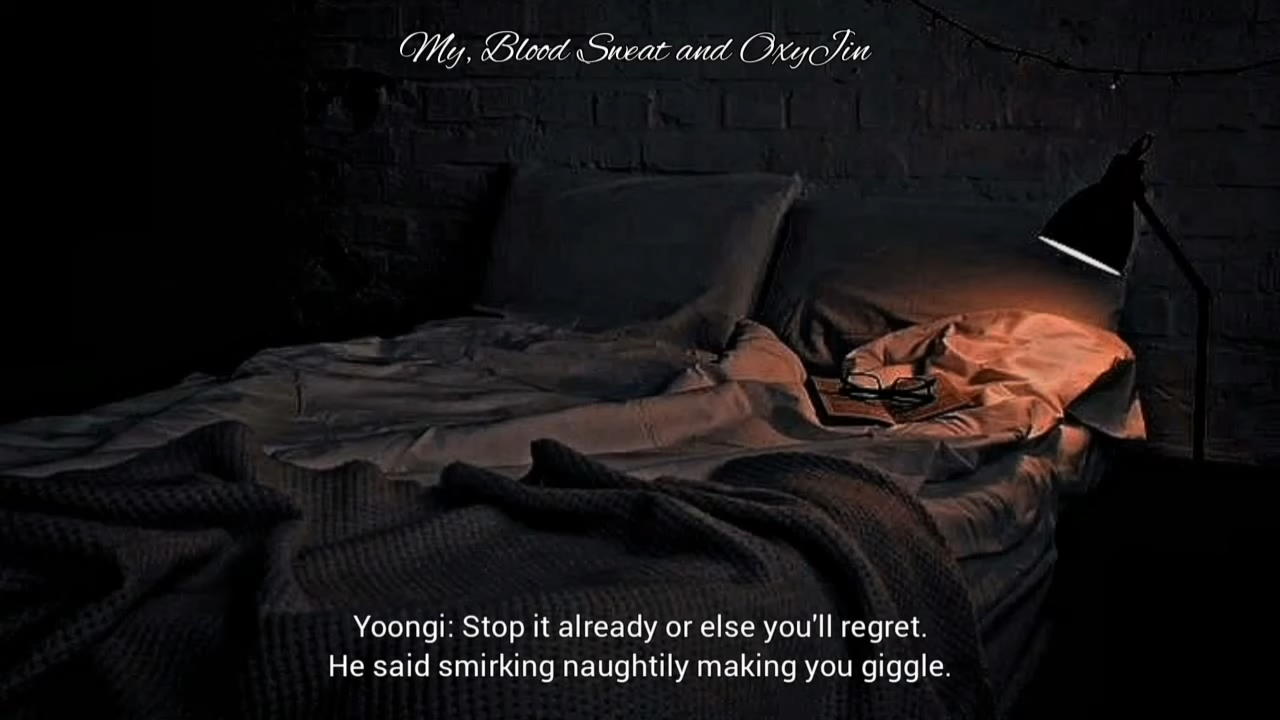 My, Blood Sweat and OxyJin
Yoongi: Stop it already or else you'll regret.
He said smirking naughtily making you giggle.